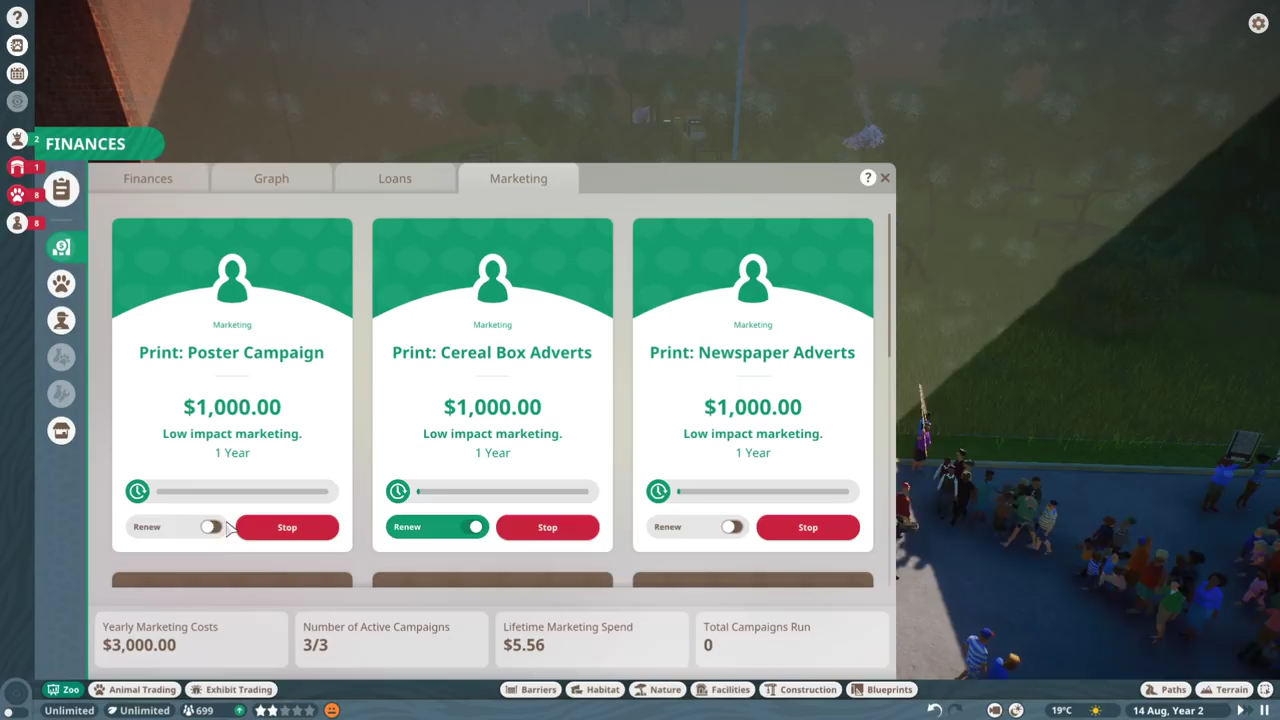 ?
2
1
8
8
FINANCES
Finances
Graph
Loans
Marketing
?
Marketing
Print: Poster Campaign
$1,000.00
Low impact marketing.
1 Year
Renew
Stop
Marketing
Print: Cereal Box Adverts
$1,000.00
Low impact marketing.
1 Year
Renew
Stop
Marketing
Print: Newspaper Adverts
$1,000.00
Low impact marketing.
1 Year
Renew
Stop
Yearly Marketing Costs
$3,000.00
Number of Active Campaigns
3/3
Lifetime Marketing Spend
$5.56
Total Campaigns Run
0
Zoo
Animal Trading
Exhibit Trading
Barriers
Habitat
Nature
Facilities
Construction
Blueprints
Paths
Terrain
Unlimited
Unlimited
699
19°C
14 Aug, Year 2